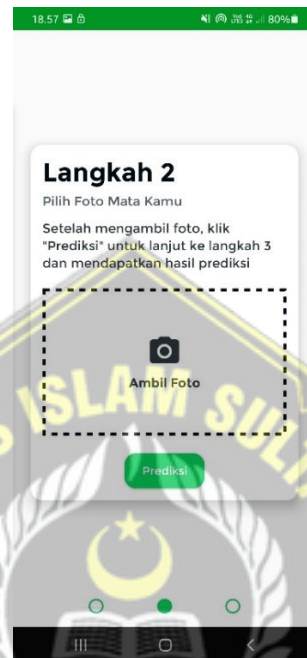 18.57 80%
Langkah 2
Pilih Foto Mata Kamu
Setelah mengambil foto, klik
"Prediksi" untuk lanjut ke langkah 3
dan mendapatkan hasil prediksi
Ambil Foto
ISLAM SUL
Prediksi